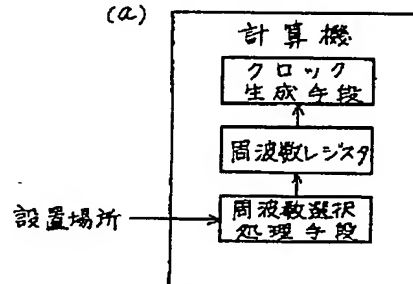 (a)
計算機
クロック
生成手段
周波数レジスタ
設置場所
周波数選択
処理手段